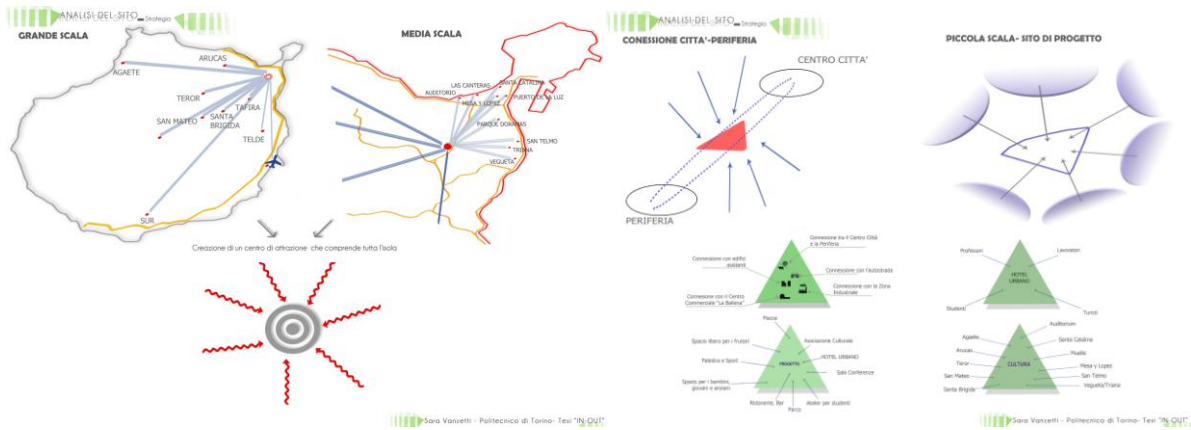 ANALISI DEL SITO
Strategia
GRANDE SCALA
AGAETE
ARUCAS
TEROR
TAFIRA
SAN MATEO
SANTA
BRIGIDA
TELDE
SUR
MEDIA SCALA
SANTA CATALINA
LAS CANTERAS
AUDITORIO
PUERTO DE LA LUZ
MESA Y LOPEZ
PARQUE DORAMAS
SAN TELMO
TRIANA
VEGUETA
Creazione di un centro di attrazione che comprende tutta l'isola
Sara Vanzetti - Politecnico di Torino- Tesi "IN-OUT"
ANALISI DEL SITO
Strategia
CONESSIONE CITTA'-PERIFERIA
CENTRO CITTA'
PERIFERIA
Connessione tra il Centro Città
e la Periferia
Connessione con edifici
esistenti
Connessione con l'autostrada
Connessione con la Zona
Industriale
Connesione con il Centro
Commerciale "La Ballena"
Piazza
Spazio libero per i fruitori
Associazione Culturale
Palestra e Sport
HOTEL URBANO
PROGETTO
Sale Conferenze
Spazio per i bambini,
giovani e anziani
Ristorante, Bar
Parco
Atelier per studenti
PICCOLA SCALA- SITO DI PROGETTO
Professori
Lavoratori
HOTEL
URBANO
Studenti
Turisti
Auditorium
Agaete
Santa Catalina
Arucas
Muelle
Teror
CULTURA
Mesa y Lopez
San Mateo
San Telmo
Santa Brigida
Vegueta/Triana
Sara Vanzetti - Politecnico di Torino- Tesi "IN-OUT"